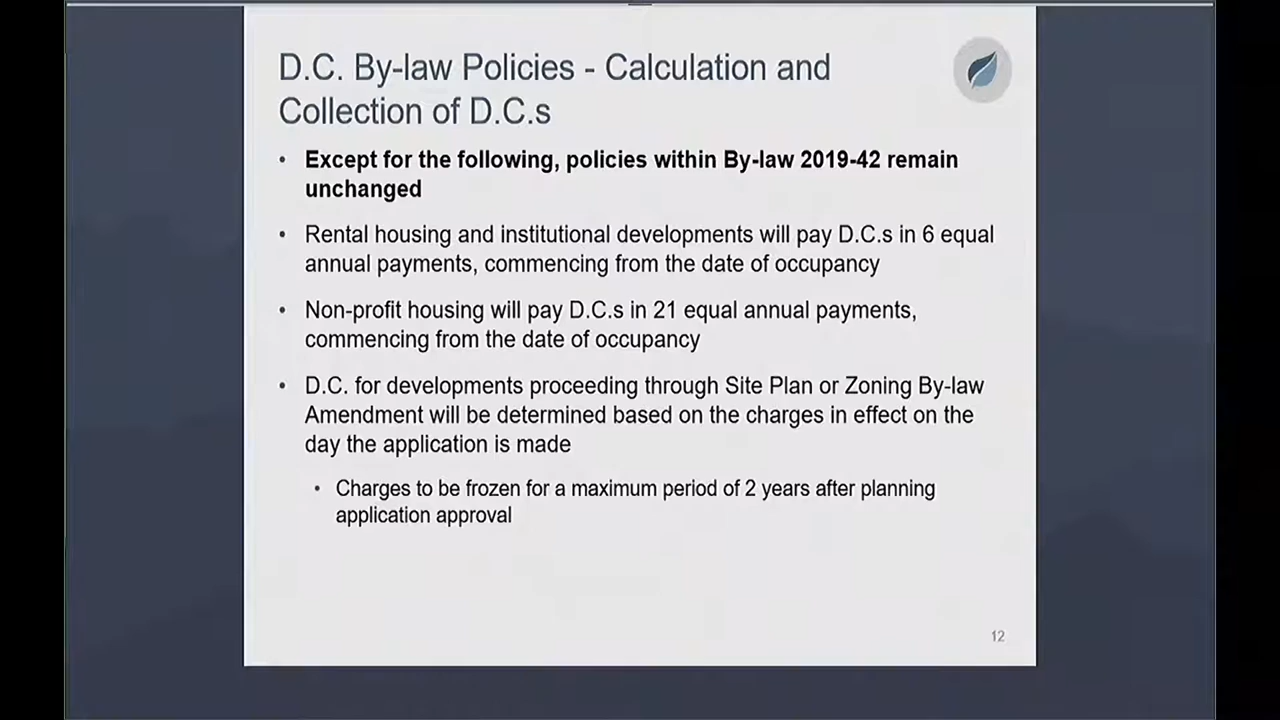 D.C. By-law Policies - Calculation and
Collection of D.C.s
• Except for the following, policies within By-law 2019-42 remain
unchanged
• Rental housing and institutional developments will pay D.C.s in 6 equal
annual payments, commencing from the date of occupancy
• Non-profit housing will pay D.C.s in 21 equal annual payments,
commencing from the date of occupancy
• D.C. for developments proceeding through Site Plan or Zoning By-law
Amendment will be determined based on the charges in effect on the
day the application is made
• Charges to be frozen for a maximum period of 2 years after planning
application approval
12